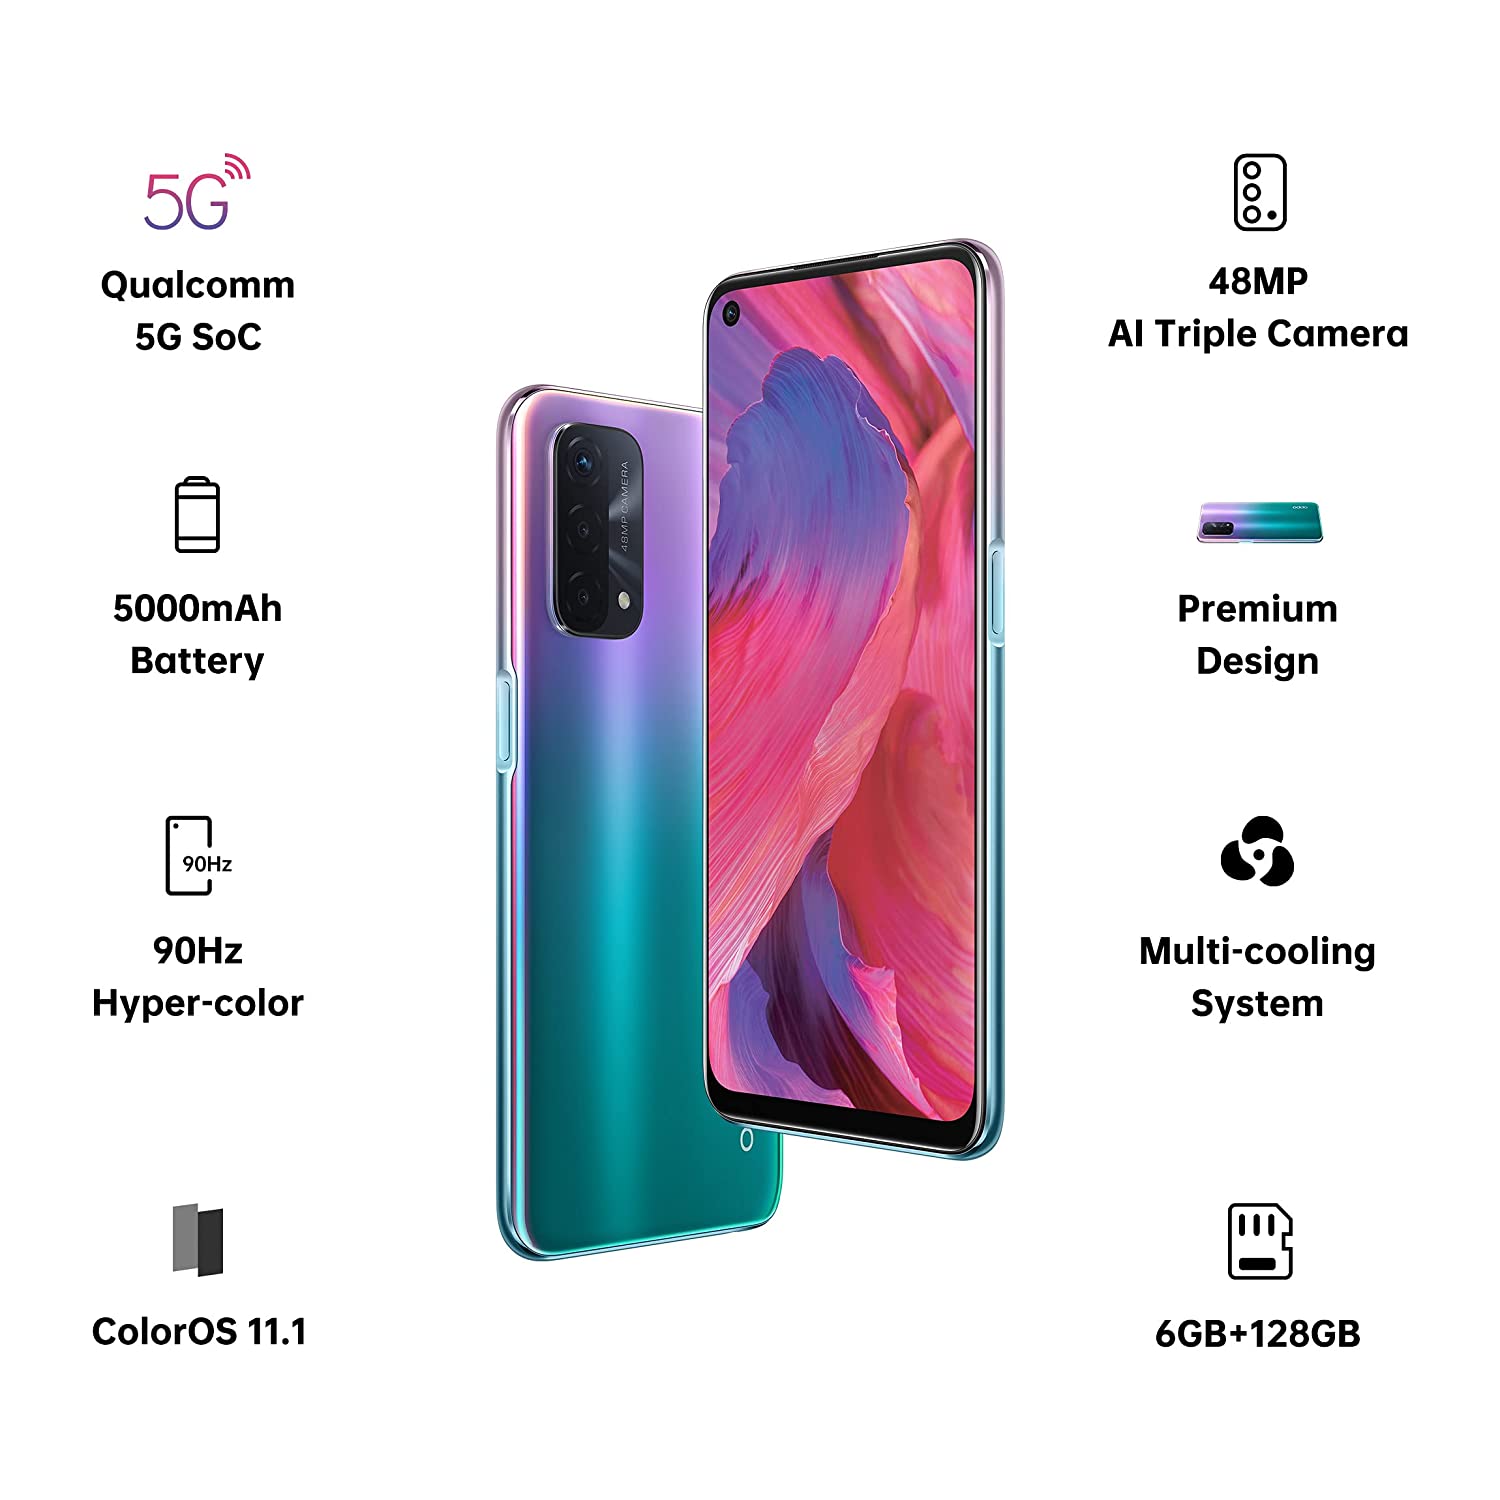 5G
Qualcomm
5G SoC
5000mAh
Battery
90Hz
90Hz
Hyper-color
ColorOS 11.1
48MP CAMERA
O
48MP
AI Triple Camera
oppo
Premium
Design
Multi-cooling
System
6GB+128GB